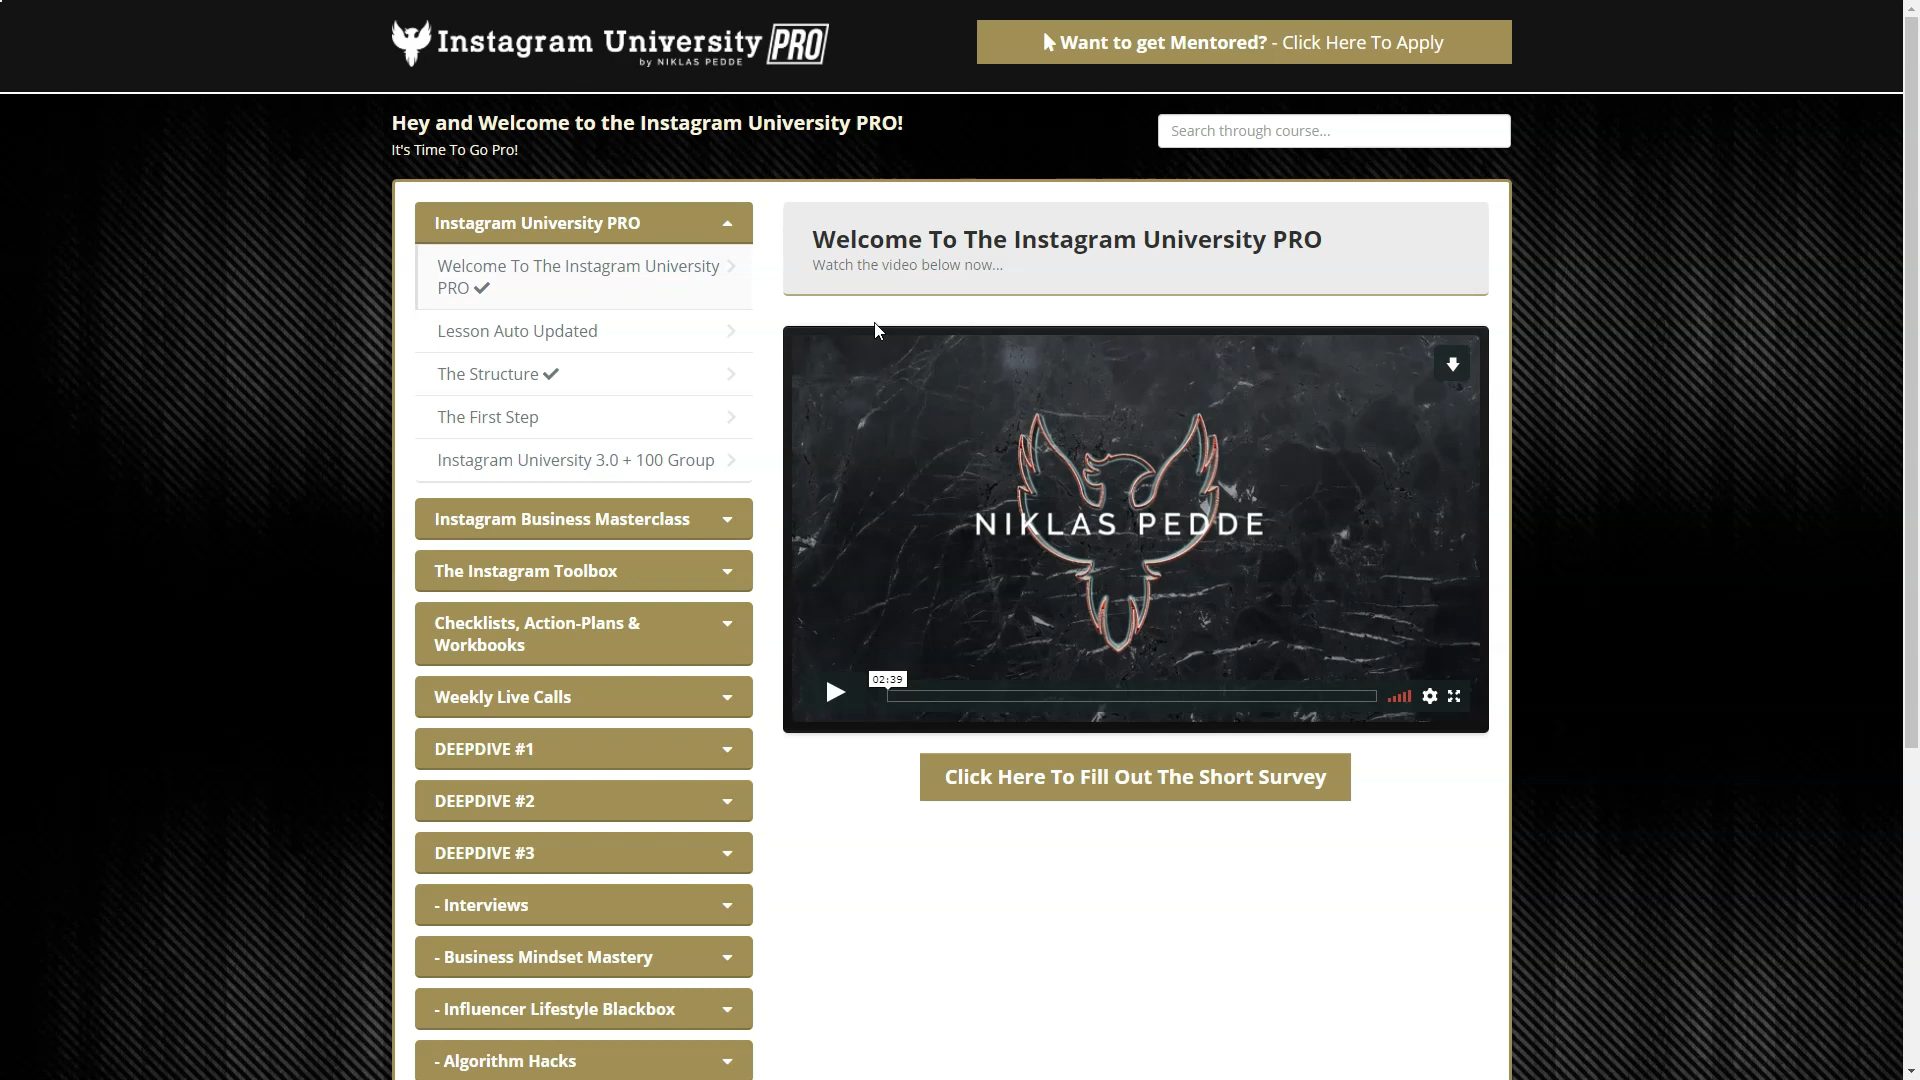 Instagram University PRO
by NIKLAS PEDDE
Want to get Mentored? - Click Here To Apply
Hey and Welcome to the Instagram University PRO!
It's Time To Go Pro!
Search through course...
Instagram University PRO
Welcome To The Instagram University
PRO
Lesson Auto Updated
The Structure
The First Step
Instagram University 3.0 + 100 Group
Instagram Business Masterclass
The Instagram Toolbox
Checklists, Action-Plans &
Workbooks
Weekly Live Calls
DEEPDIVE #1
DEEPDIVE #2
DEEPDIVE #3
- Interviews
- Business Mindset Mastery
- Influencer Lifestyle Blackbox
- Algorithm Hacks
Welcome To The Instagram University PRO
Watch the video below now...
NIKLAS PEDDE
02:39
Click Here To Fill Out The Short Survey